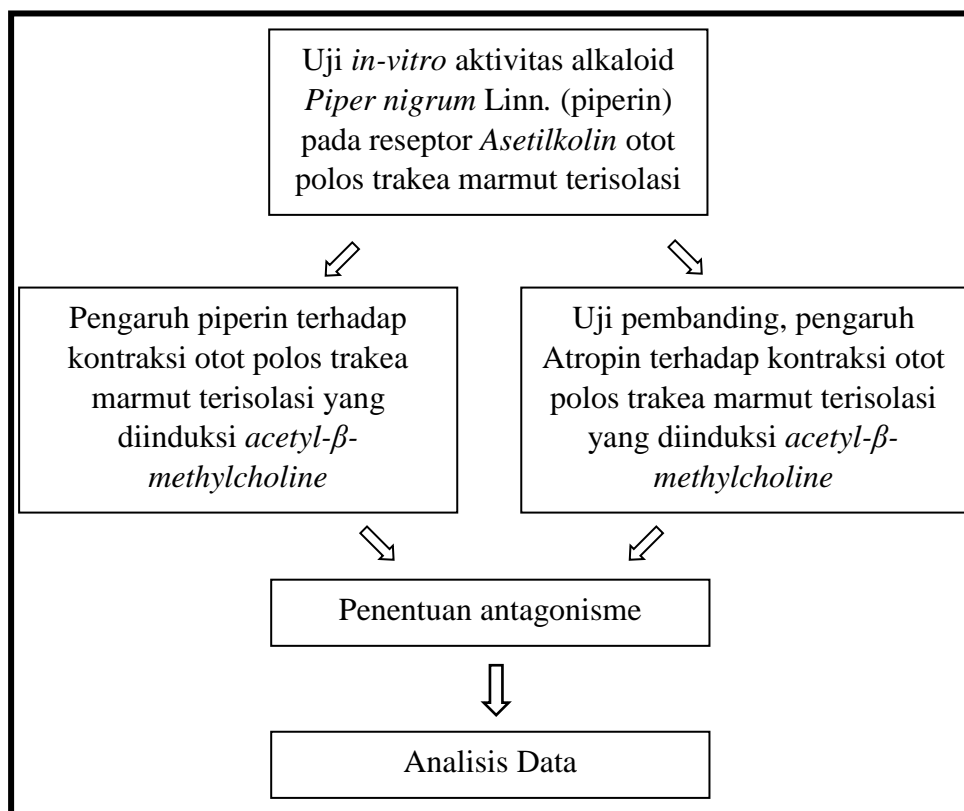 Uji in-vitro aktivitas alkaloid
Piper nigrum Linn. (piperin)
pada reseptor Asetilkolin otot
polos trakea marmut terisolasi
Pengaruh piperin terhadap
kontraksi otot polos trakea
marmut terisolasi yang
diinduksi acetyl-β-
methylcholine
Uji pembanding, pengaruh
Atropin terhadap kontraksi otot
polos trakea marmut terisolasi
yang diinduksi acetyl-β-
methylcholine
Penentuan antagonisme
Analisis Data